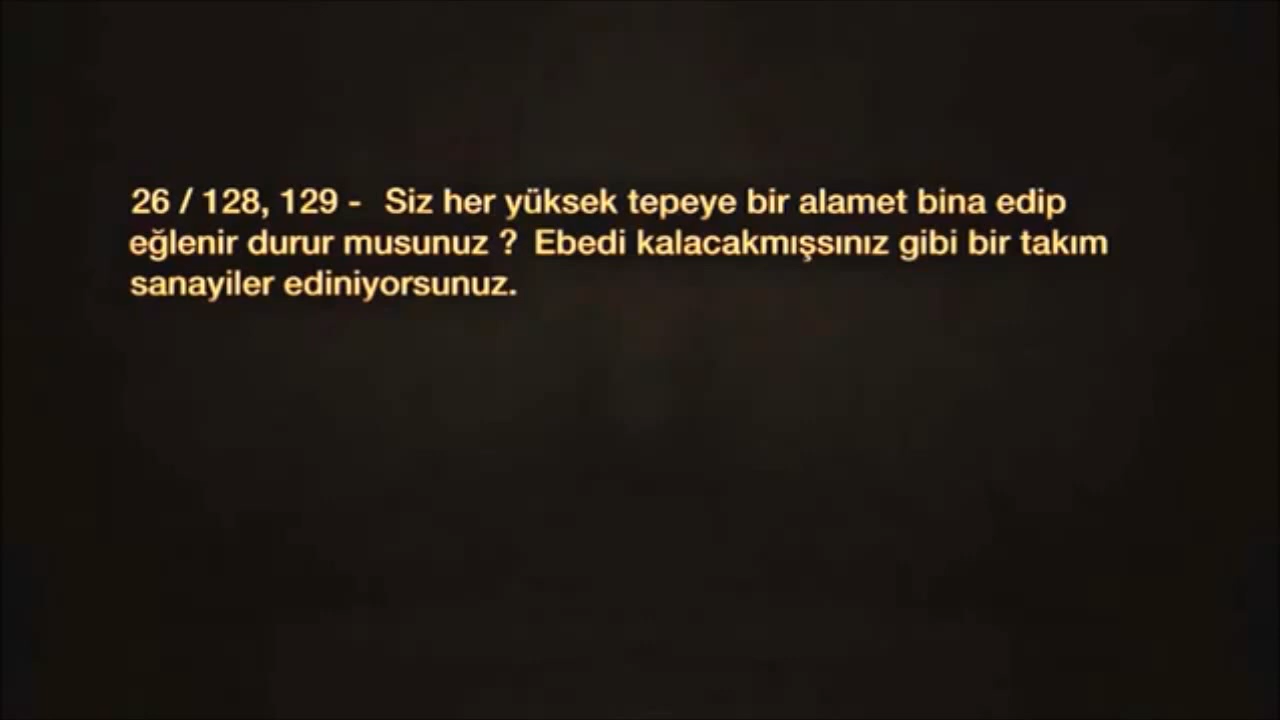 26 / 128, 129 -  Siz her yüksek tepeye bir alamet bina edip
eğlenir durur musunuz ?  Ebedi kalacakmışsınız gibi bir takım
sanayiler ediniyorsunuz.